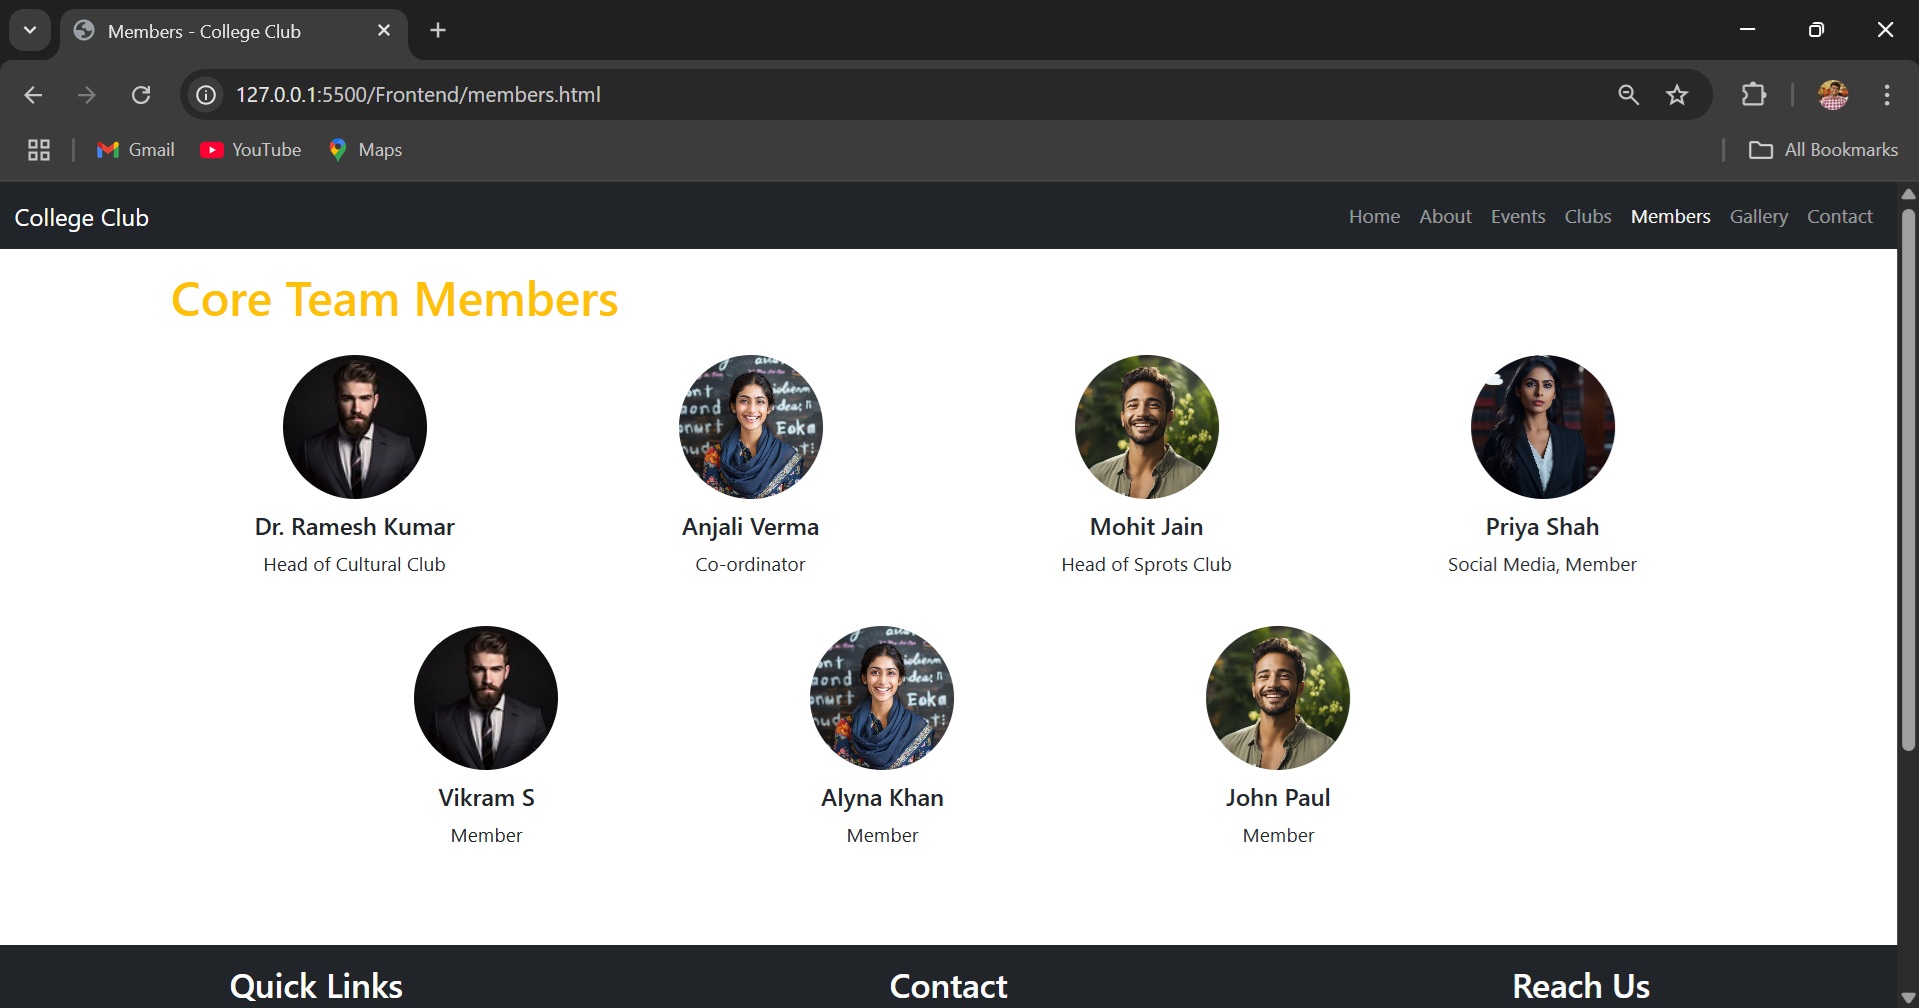 Members - College Club
127.0.0.1:5500/Frontend/members.html
Gmail YouTube Maps All Bookmarks
College Club Home About Events Clubs Members Gallery Contact
Core Team Members
Dr. Ramesh Kumar Anjali Verma Mohit Jain Priya Shah
Head of Cultural Club Co-ordinator Head of Sprots Club Social Media, Member
Vikram S Alyna Khan John Paul
Member Member Member
Quick Links Contact Reach Us